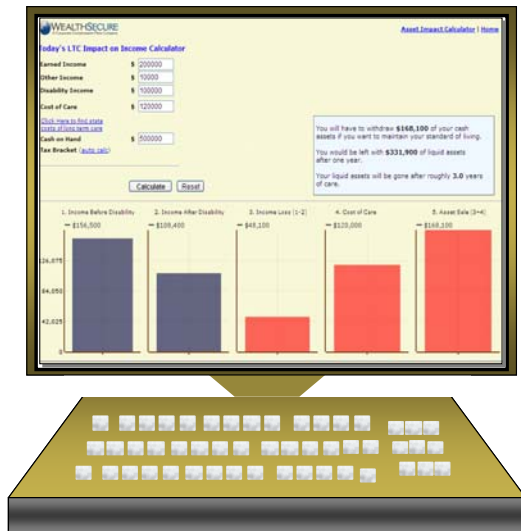 WEALTHSECURE
Asset Impact Calculator | Home
Today's LTC Impact on Income Calculator
Earned Income $ 200000
Other Income $ 10000
Disability Income $ 100000
Cost of Care $ 120000
Click Here to find state
costs of long term care
Cash on Hand $ 500000
Tax Bracket (auto calc)
You will have to withdraw $168,100 of your cash
assets if you want to maintain your standard of living.
You would be left with $331,900 of liquid assets
after one year.
Your liquid assets will be gone after roughly 3.0 years
of care.
Calculate Reset
1. Income Before Disability 2. Income After Disability 3. Income Loss (1-2) 4. Cost of Care 5. Asset Sale (3+4)
$156,500 $108,400 $48,100 $120,000 $168,100
126,075
84,050
42,025
0